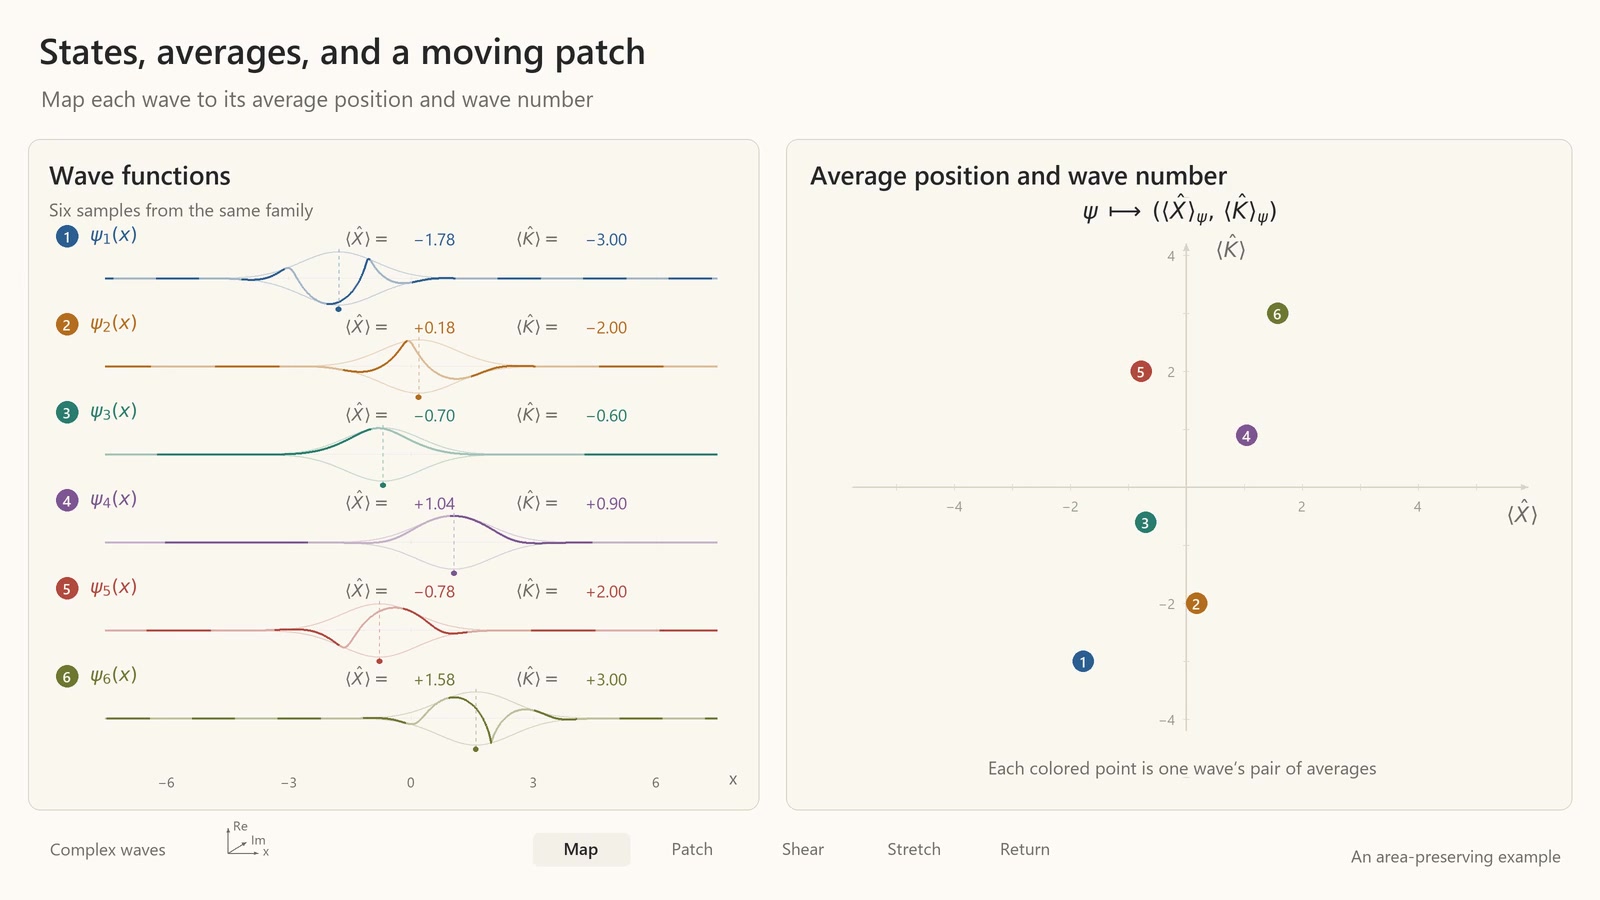 States, averages, and a moving patch
Map each wave to its average position and wave number
Wave functions
Six samples from the same family
1 ψ₁(x) ⟨X̂⟩ = −1.78 ⟨K̂⟩ = −3.00
2 ψ₂(x) ⟨X̂⟩ = +0.18 ⟨K̂⟩ = −2.00
3 ψ₃(x) ⟨X̂⟩ = −0.70 ⟨K̂⟩ = −0.60
4 ψ₄(x) ⟨X̂⟩ = +1.04 ⟨K̂⟩ = +0.90
5 ψ₅(x) ⟨X̂⟩ = −0.78 ⟨K̂⟩ = +2.00
6 ψ₆(x) ⟨X̂⟩ = +1.58 ⟨K̂⟩ = +3.00
−6 −3 0 3 6 x
Average position and wave number
ψ ⟼ (⟨X̂⟩ψ, ⟨K̂⟩ψ)
4 ⟨K̂⟩
6
5 2
4
−4 −2 2 4 ⟨X̂⟩
3
−2 2
1
−4
Each colored point is one wave’s pair of averages
Complex waves
Re
Im
x
Map Patch Shear Stretch Return
An area-preserving example